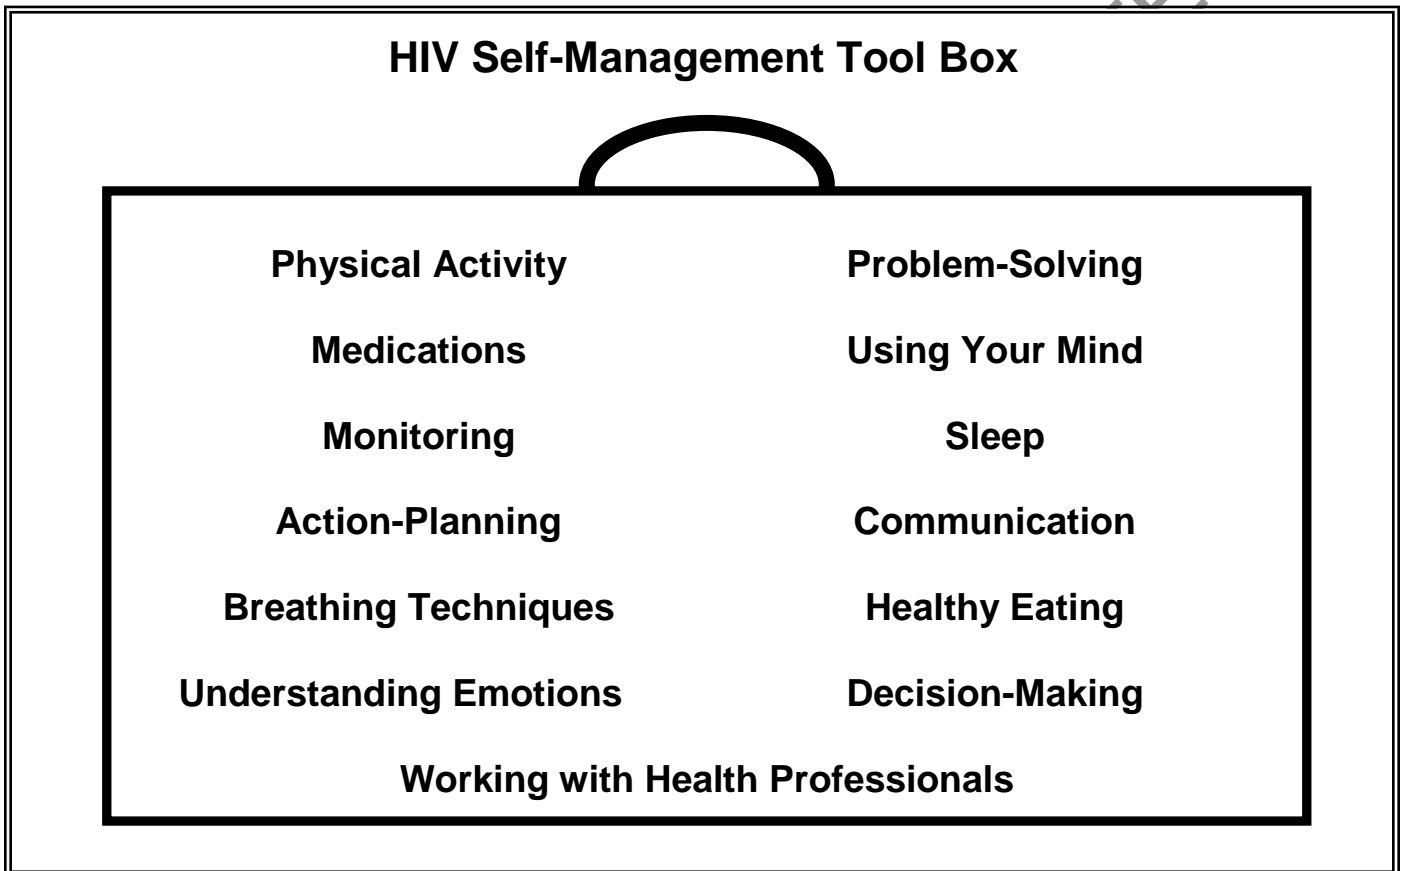 HIV Self-Management Tool Box
Physical Activity Problem-Solving
Medications Using Your Mind
Monitoring Sleep
Action-Planning Communication
Breathing Techniques Healthy Eating
Understanding Emotions Decision-Making
Working with Health Professionals